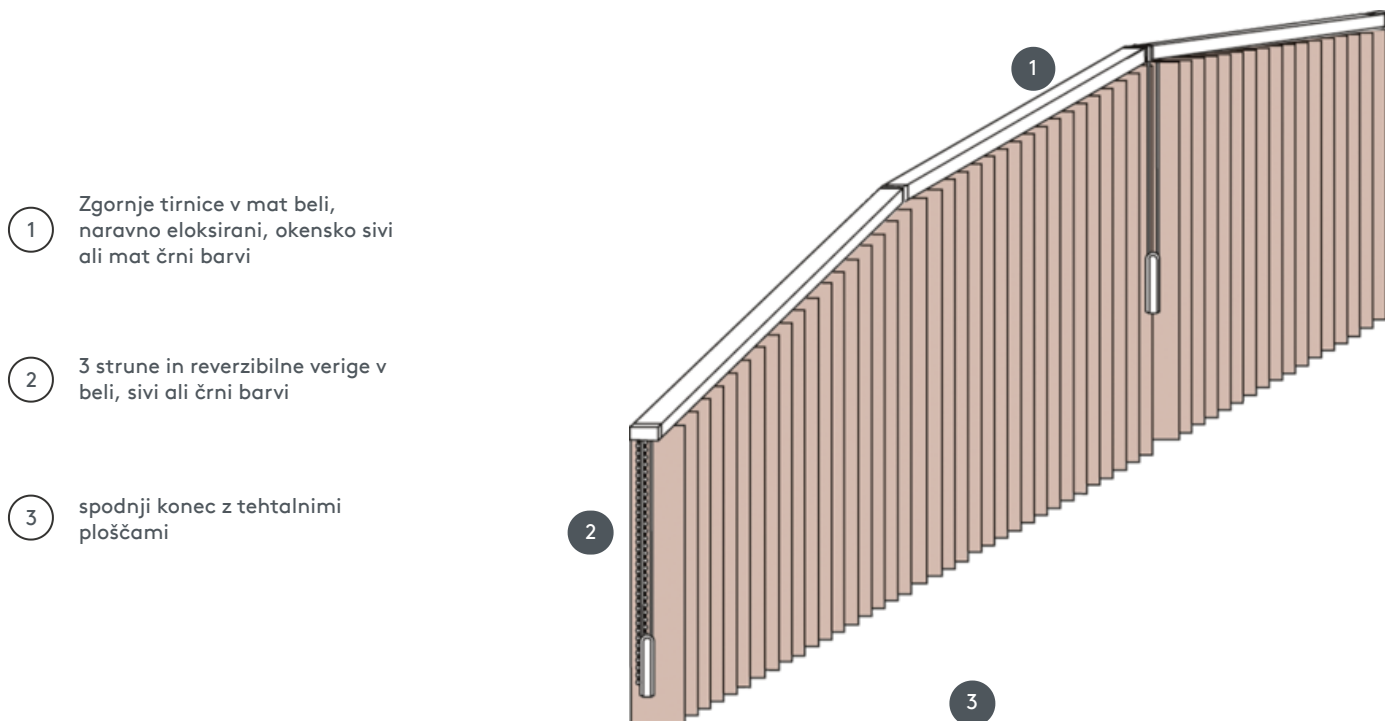 1
Zgornje tirnice v mat beli,
naravno eloksirani, okensko sivi
ali mat črni barvi
2
3 strune in reverzibilne verige v
beli, sivi ali črni barvi
3
spodnji konec z tehtalnimi
ploščami
1
2
3